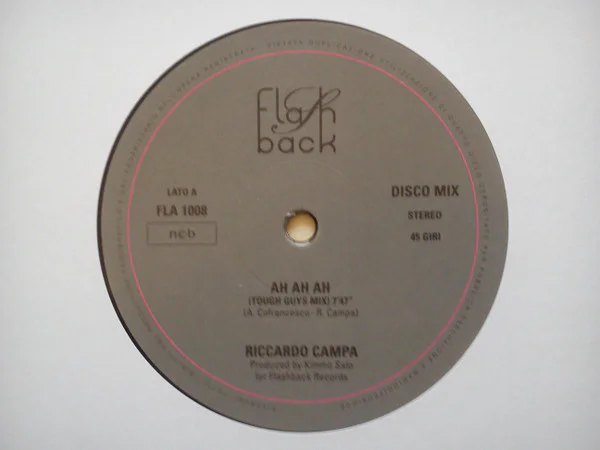 Flash
back
LATO A
FLA 1008
ncb
DISCO MIX
STEREO
45 GIRI
AH AH AH
(TOUGH GUYS MIX) 7'47"
(A. Cofrancesco - R. Campa)
RICCARDO CAMPA
Produced by Kimmo Salo
for Flashback Records